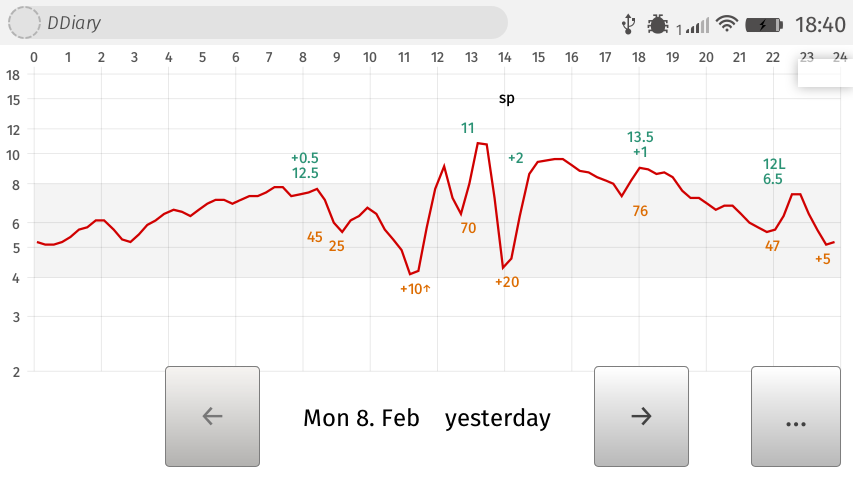 DDiary 1 18:40
0 1 2 3 4 5 6 7 8 9 10 11 12 13 14 15 16 17 18 19 20 21 22 23 24
18
15 sp
12 11
13.5
10 +0.5 +2 +1
12.5 12L
8 6.5
6 76
45 70
5 25 47
+5
4 +10↑ +20
3
2
← Mon 8. Feb yesterday → ...